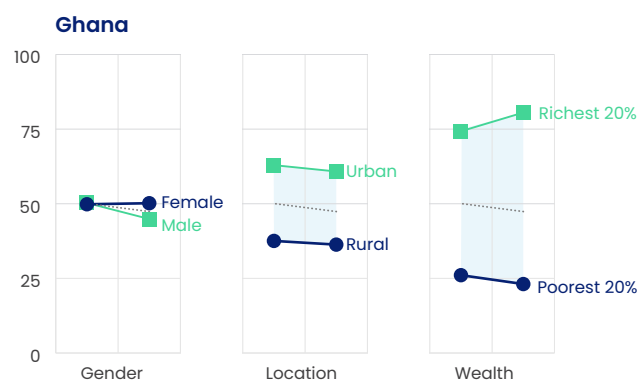 Ghana
100
75
50
25
0
Female
Male
Gender
Urban
Rural
Location
Richest 20%
Poorest 20%
Wealth